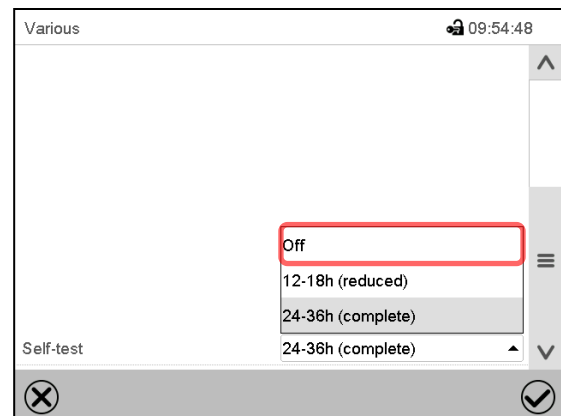 Various 09:54:48
Off
12-18h (reduced)
24-36h (complete)
Self-test 24-36h (complete)